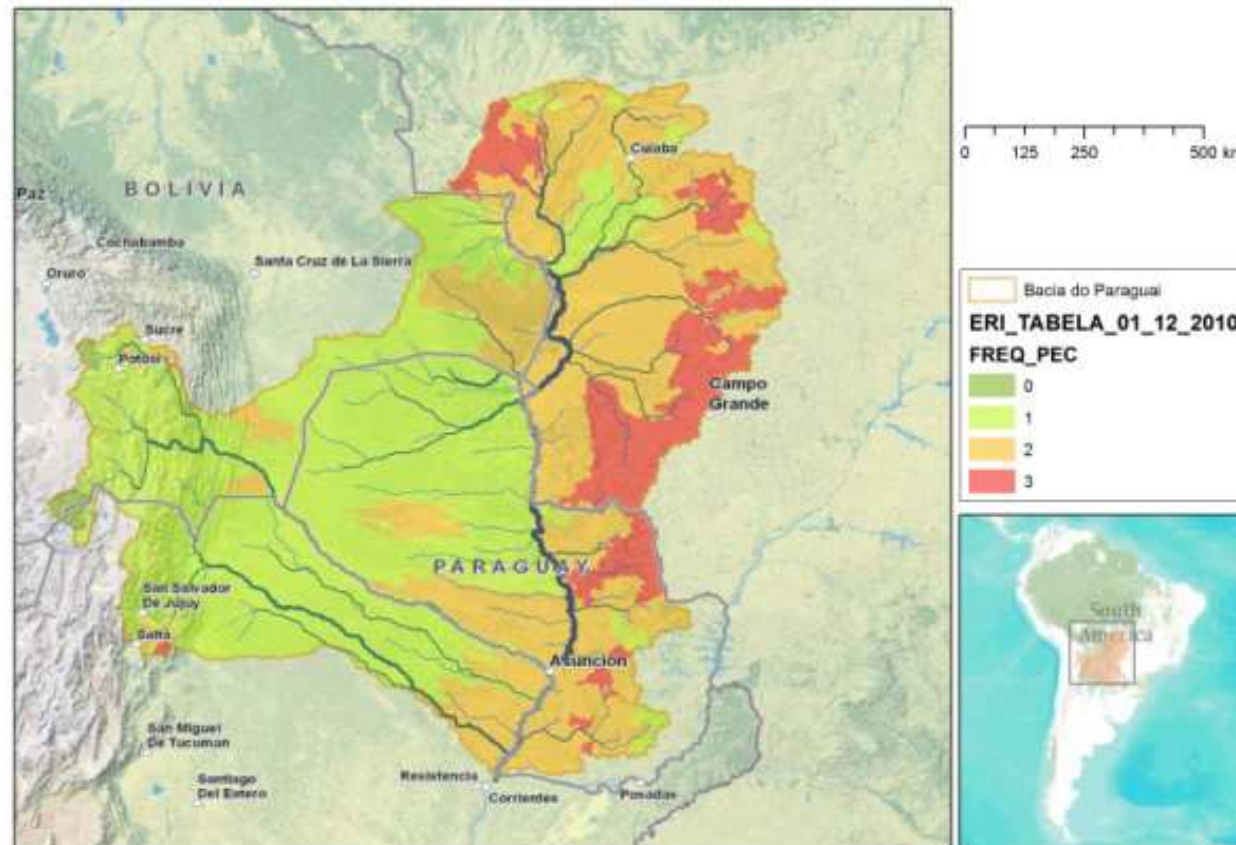 Cuiaba
BOLIVIA
Paz
Cochabamba
Santa Cruz de La Sierra
Oruro
Sucre
Potosi
Campo
Grande
PARAGUAY
San Salvador
De Jujuy
Salta
Asuncion
San Miguel
De Tucuman
Santiago
Del Estero
Resistencia
Corrientes
Posadas
0 125 250 500 km
Bacia do Paraguai
ERI_TABELA_01_12_2010
FREQ_PEC
0
1
2
3
South
America